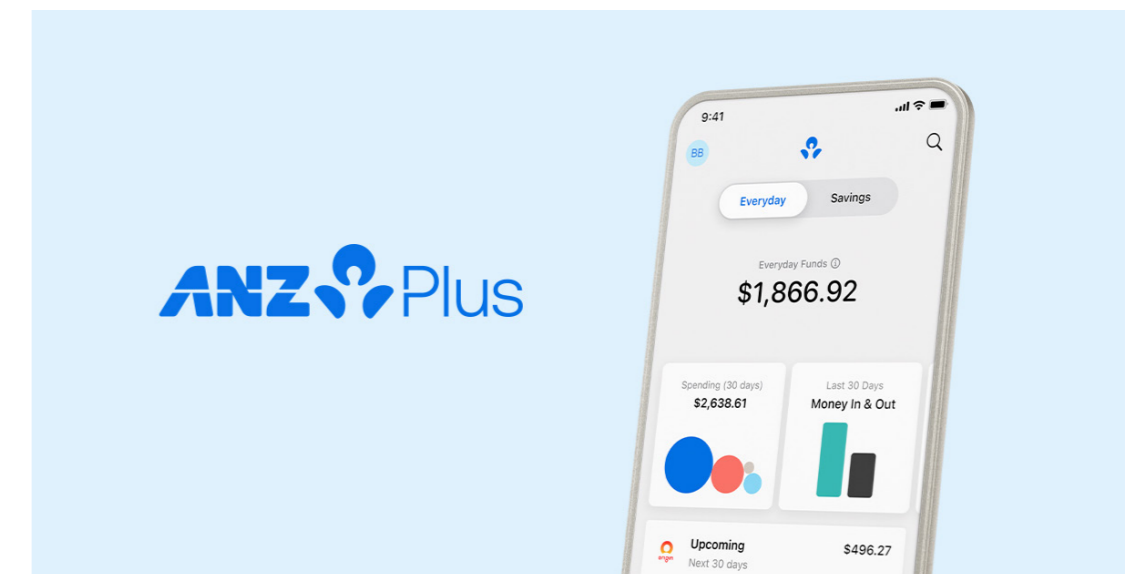 ANZ Plus
9:41
BB
Everyday Savings
Everyday Funds
$1,866.92
Spending (30 days)
$2,638.61
Last 30 Days
Money In & Out
origin
Upcoming
$496.27
Next 30 days